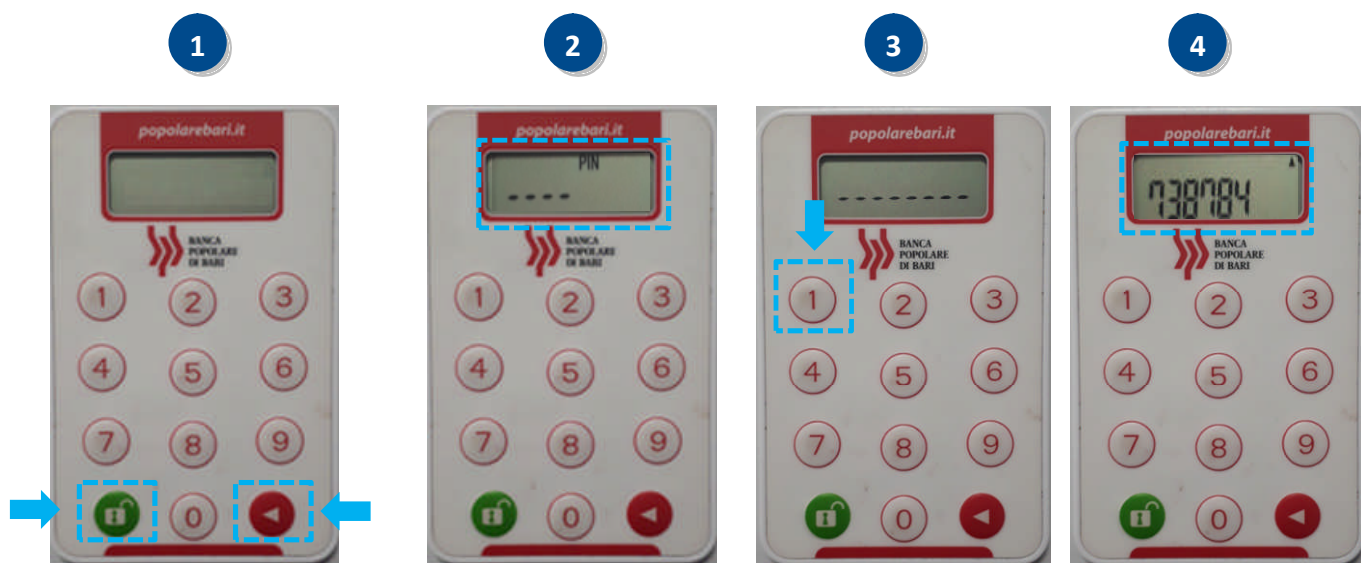 1
2
3
4
popolarebari.it
BANCA
POPOLARE
DI BARI
1 2 3
4 5 6
7 8 9
0
popolarebari.it
PIN
- - - -
BANCA
POPOLARE
DI BARI
1 2 3
4 5 6
7 8 9
0
popolarebari.it
- - - - - - - - -
BANCA
POPOLARE
DI BARI
1
2 3
4 5 6
7 8 9
0
popolarebari.it
738784
BANCA
POPOLARE
DI BARI
1 2 3
4 5 6
7 8 9
0